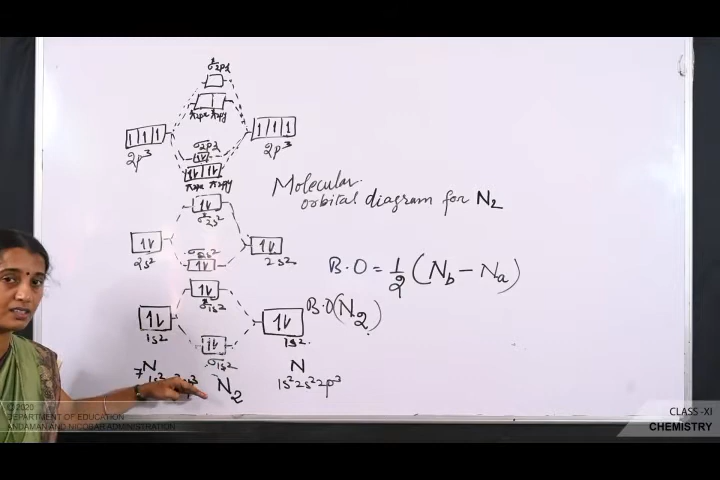 σ*2pz
π*2px π*2py
2p³
2p³
σ2pz
π2px π2py
Molecular
orbital diagram for N₂
σ*2s²
2s²
2s²
σ2s²
B.O = 1/2 (Nb - Na)
σ*1s²
B.O(N₂)
1s²
1s²
σ1s²
₇N
N
1s²
N₂
1s²2s²2p³
© 2020
DEPARTMENT OF EDUCATION
ANDAMAN AND NICOBAR ADMINISTRATION
CLASS -XI
CHEMISTRY